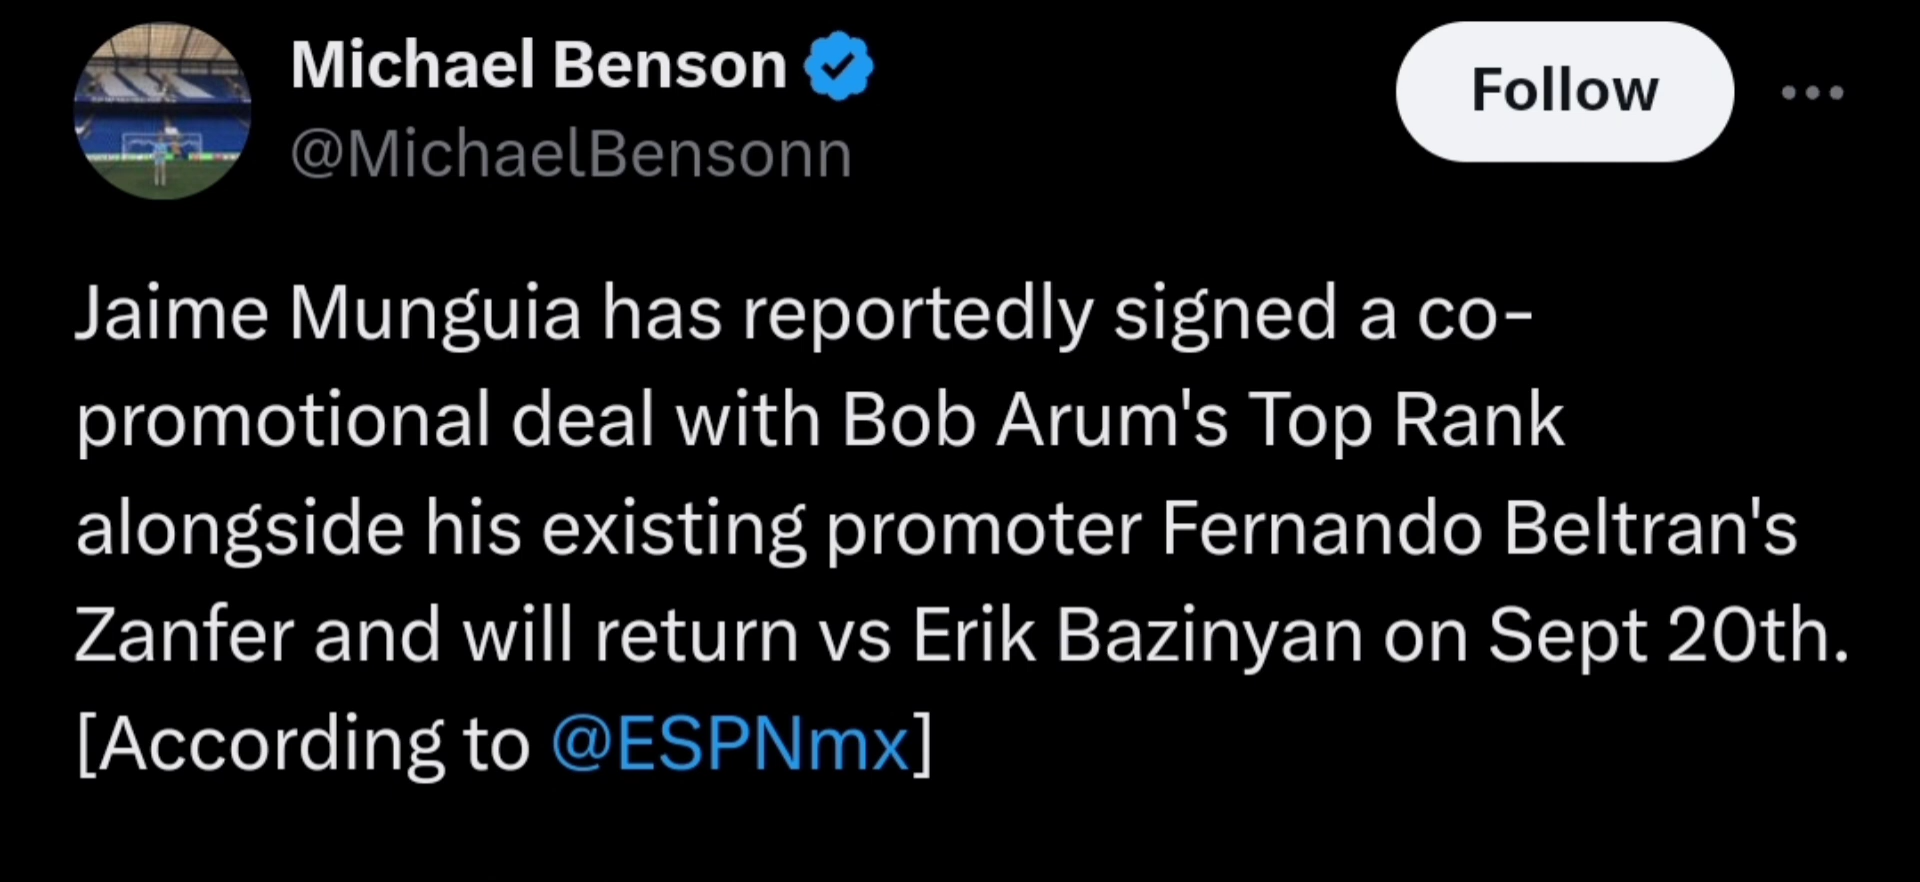 Michael Benson
@MichaelBensonn
Follow
Jaime Munguia has reportedly signed a co-
promotional deal with Bob Arum's Top Rank
alongside his existing promoter Fernando Beltran's
Zanfer and will return vs Erik Bazinyan on Sept 20th.
[According to @ESPNmx]